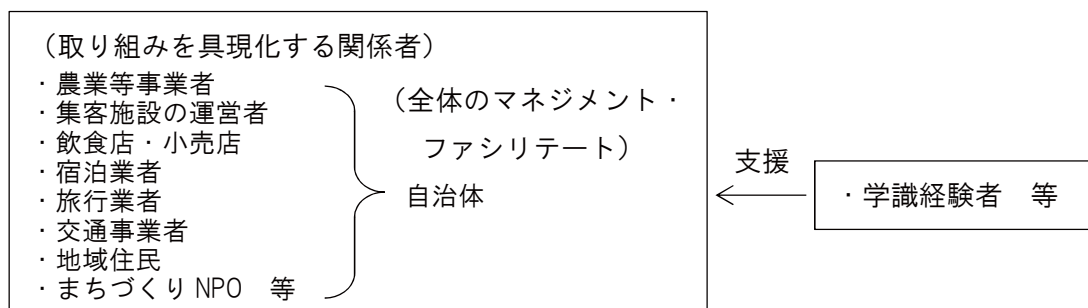 （取り組みを具現化する関係者）
・農業等事業者
・集客施設の運営者
・飲食店・小売店
・宿泊業者
・旅行業者
・交通事業者
・地域住民
・まちづくり NPO　等
（全体のマネジメント・
ファシリテート）
自治体
支援
・学識経験者　等